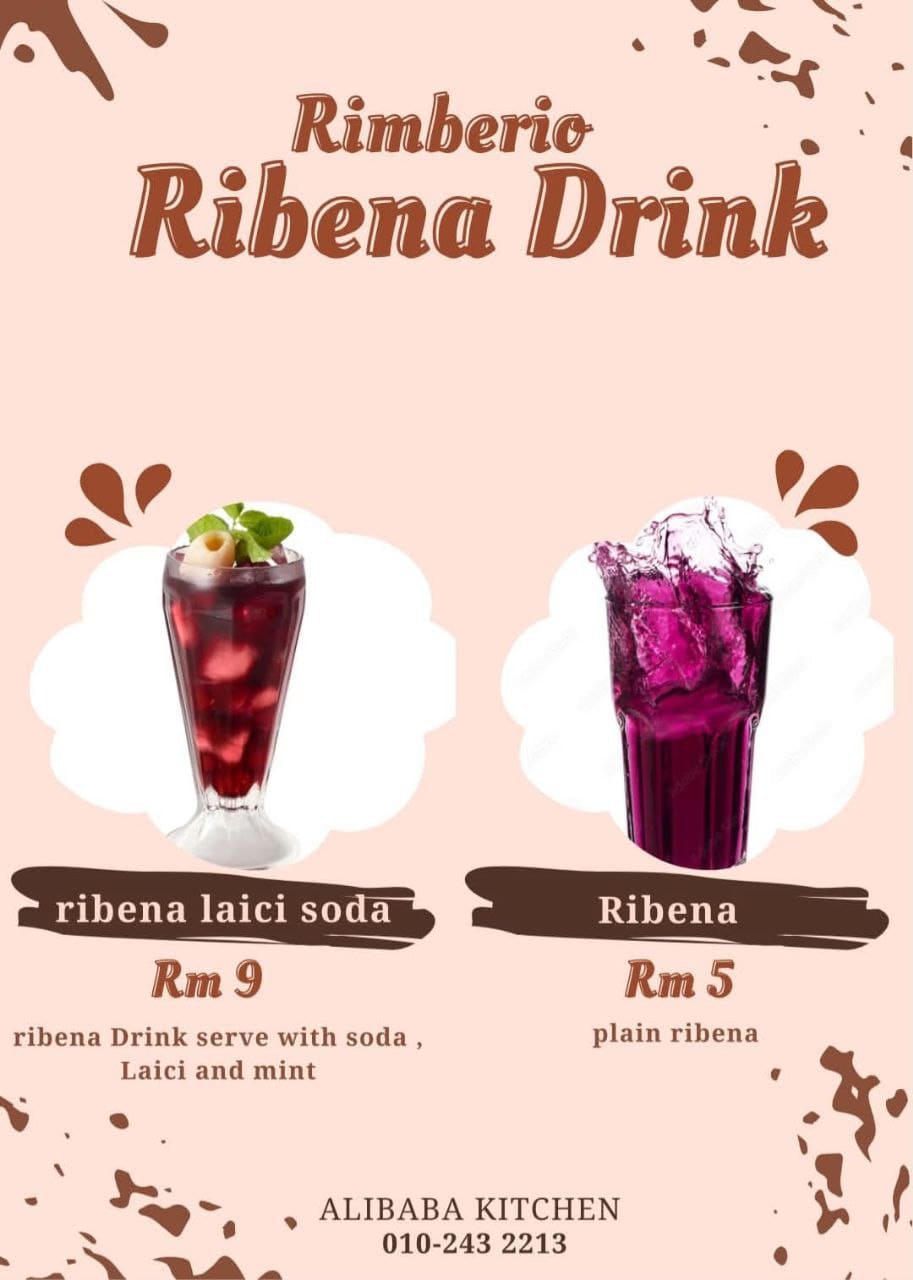 Rimberio
Ribena Drink
ribena laici soda
Rm 9
ribena Drink serve with soda ,
Laici and mint
Ribena
Rm 5
plain ribena
ALIBABA KITCHEN
010-243 2213